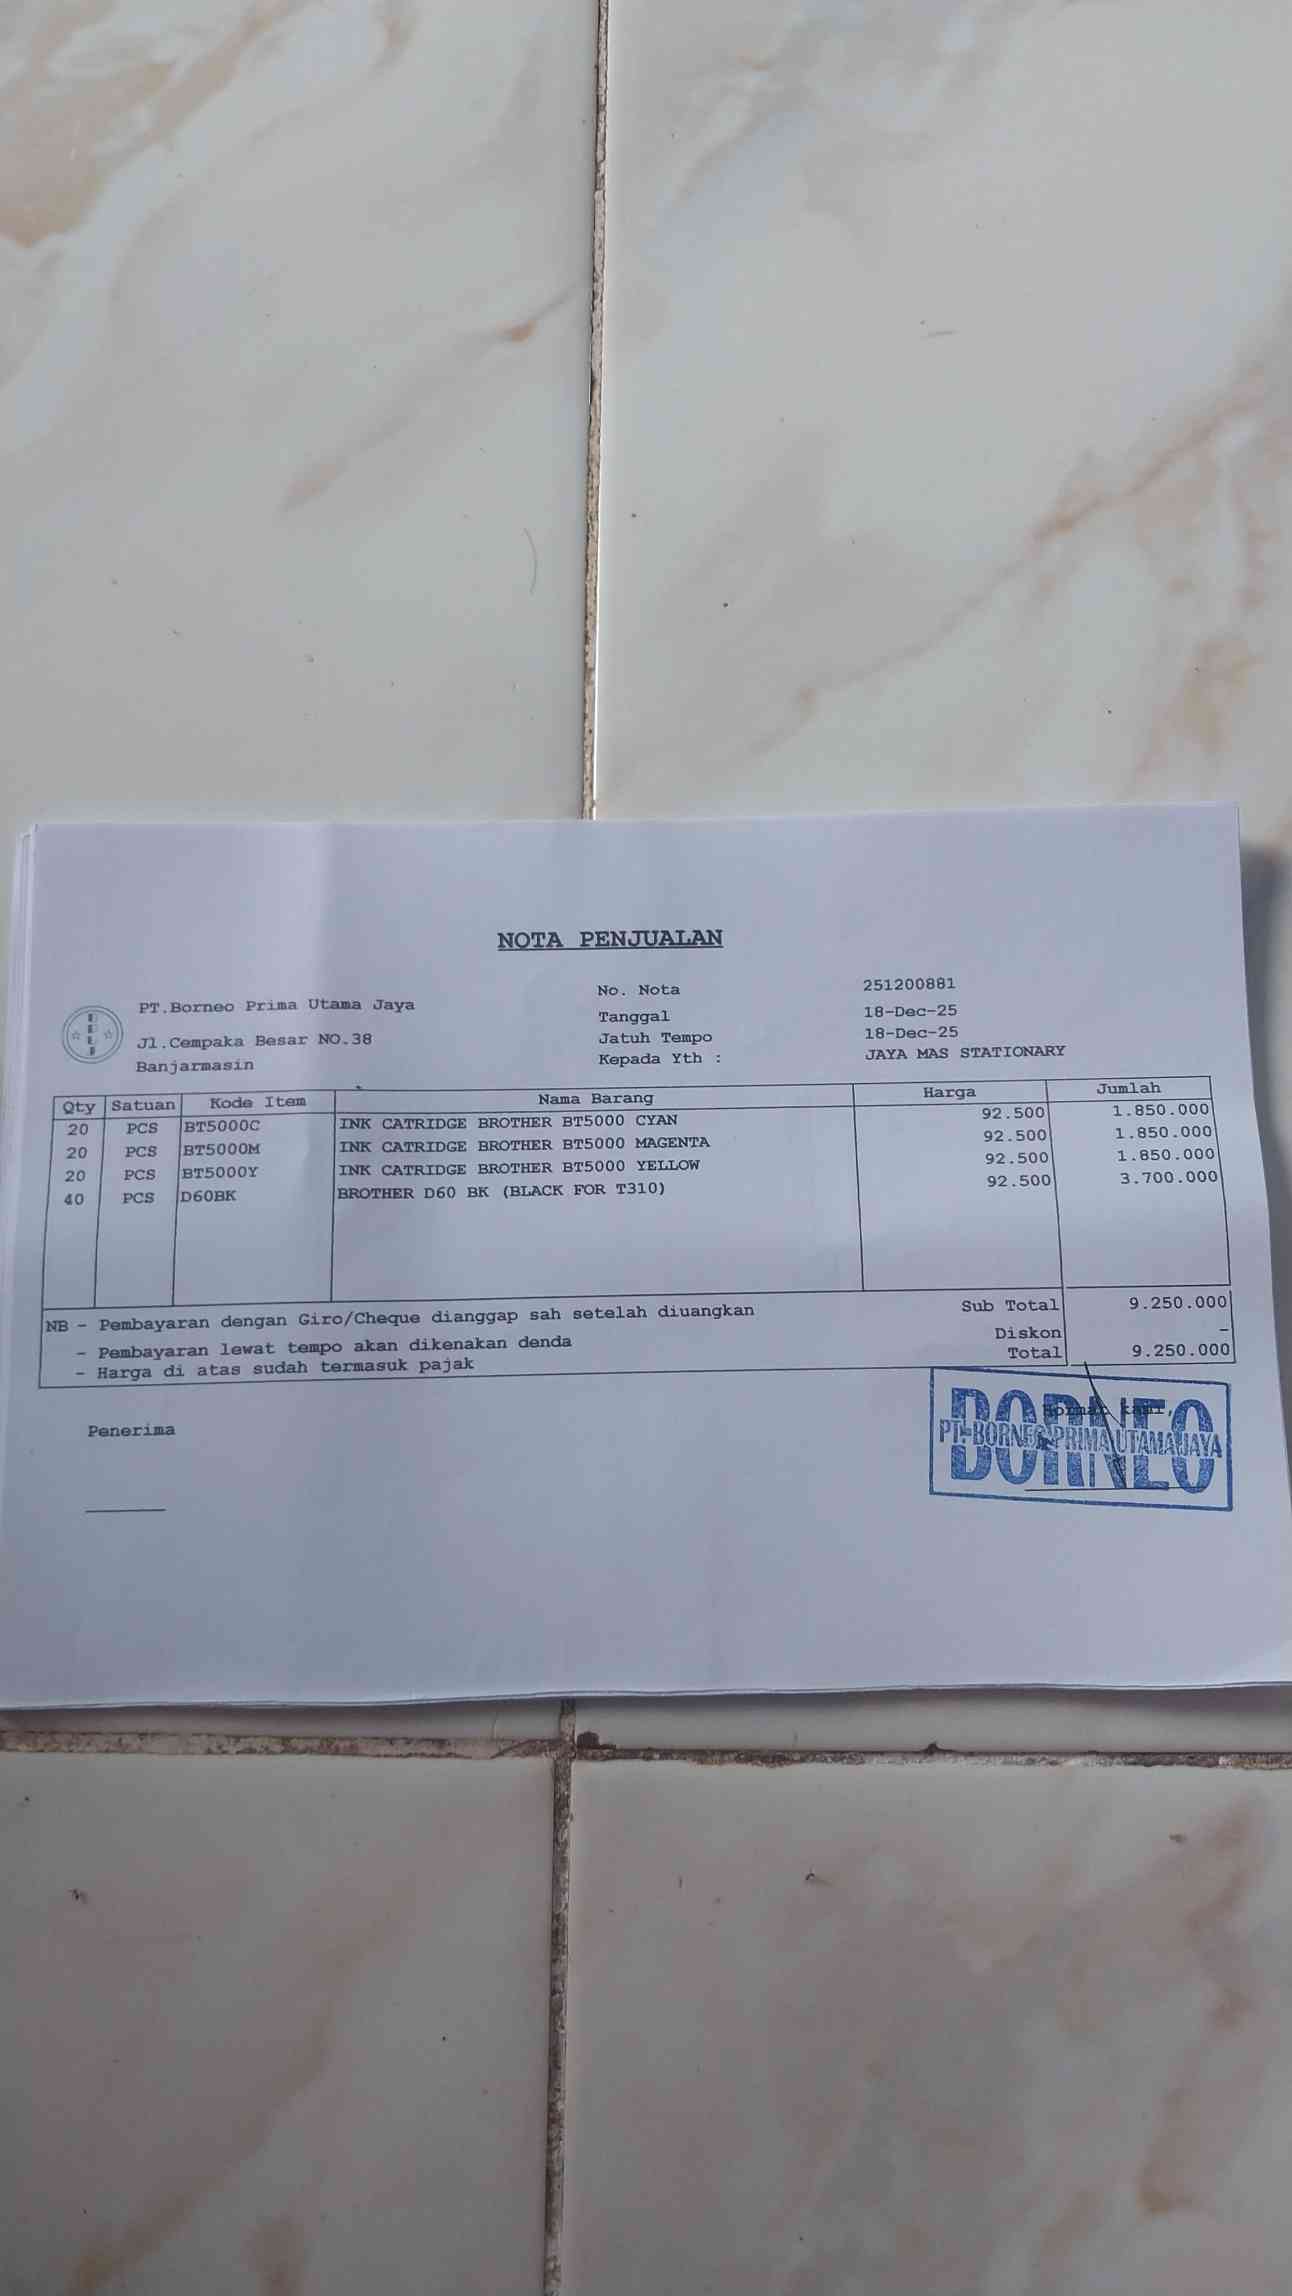 NOTA PENJUALAN
PT.Borneo Prima Utama Jaya
Jl.Cempaka Besar NO.38
Banjarmasin
No. Nota 251200881
Tanggal 18-Dec-25
Jatuh Tempo 18-Dec-25
Kepada Yth : JAYA MAS STATIONARY
Qty Satuan Kode Item Nama Barang Harga Jumlah
20 PCS BT5000C INK CATRIDGE BROTHER BT5000 CYAN 92.500 1.850.000
20 PCS BT5000M INK CATRIDGE BROTHER BT5000 MAGENTA 92.500 1.850.000
20 PCS BT5000Y INK CATRIDGE BROTHER BT5000 YELLOW 92.500 1.850.000
40 PCS D60BK BROTHER D60 BK (BLACK FOR T310) 92.500 3.700.000
NB - Pembayaran dengan Giro/Cheque dianggap sah setelah diuangkan Sub Total 9.250.000
- Pembayaran lewat tempo akan dikenakan denda Diskon -
- Harga di atas sudah termasuk pajak Total 9.250.000
Penerima Hormat kami,
BORNEO
PT. BORNEO PRIMA UTAMA JAYA